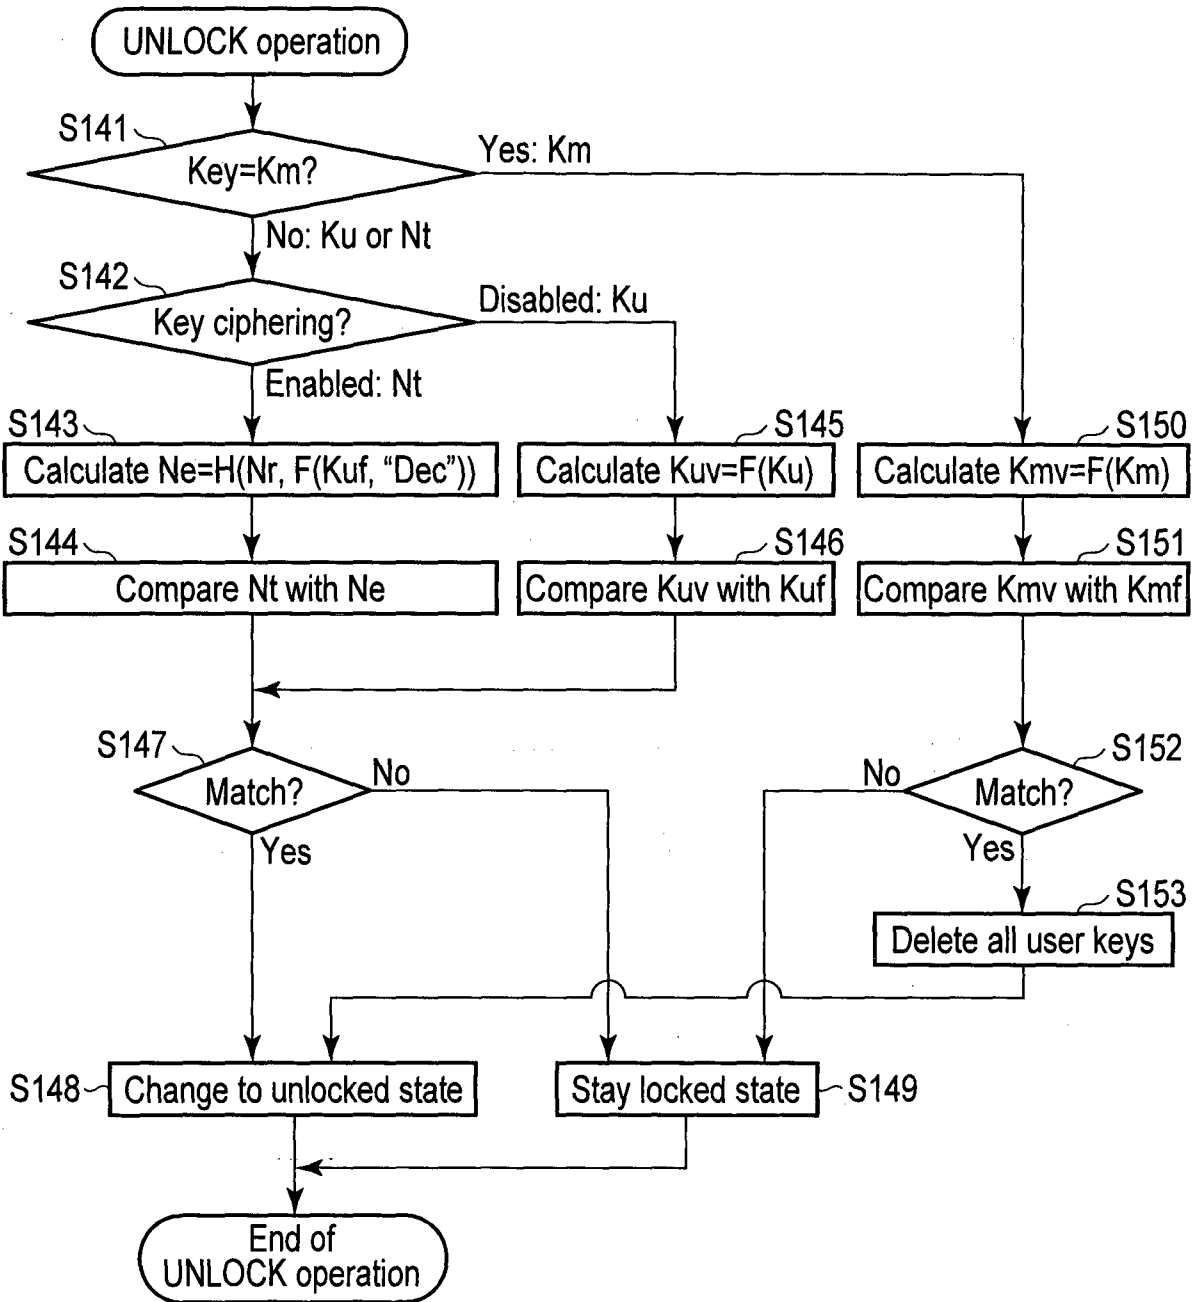 UNLOCK operation
S141
Key=Km?
Yes: Km
No: Ku or Nt
S142
Key ciphering?
Disabled: Ku
Enabled: Nt
S143
Calculate Ne=H(Nr, F(Kuf, “Dec”))
S145
Calculate Kuv=F(Ku)
S150
Calculate Kmv=F(Km)
S144
Compare Nt with Ne
S146
Compare Kuv with Kuf
S151
Compare Kmv with Kmf
S147
Match?
No
Yes
S152
Match?
No
Yes
S153
Delete all user keys
S148
Change to unlocked state
Stay locked state
S149
End of
UNLOCK operation